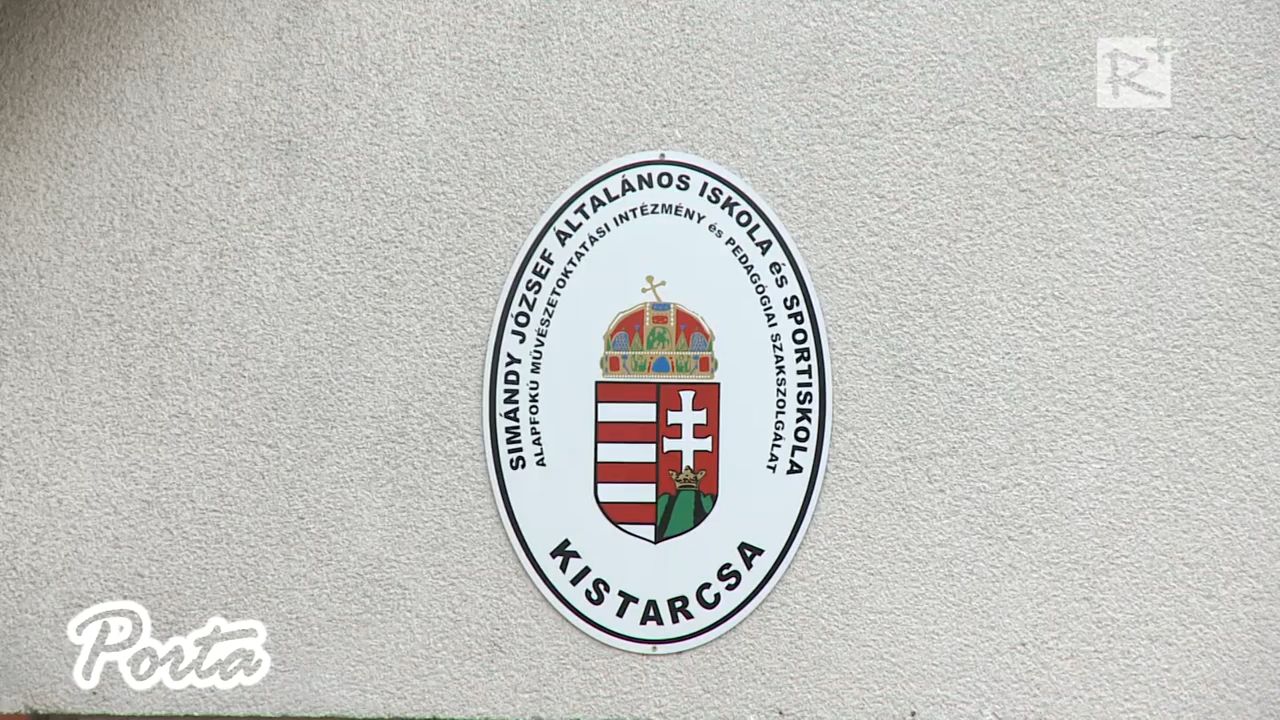 R+
SIMÁNDY JÓZSEF ÁLTALÁNOS ISKOLA és SPORTISKOLA
ALAPFOKÚ MŰVÉSZETOKTATÁSI INTÉZMÉNY és PEDAGÓGIAI SZAKSZOLGÁLAT
KISTARCSA
Porta